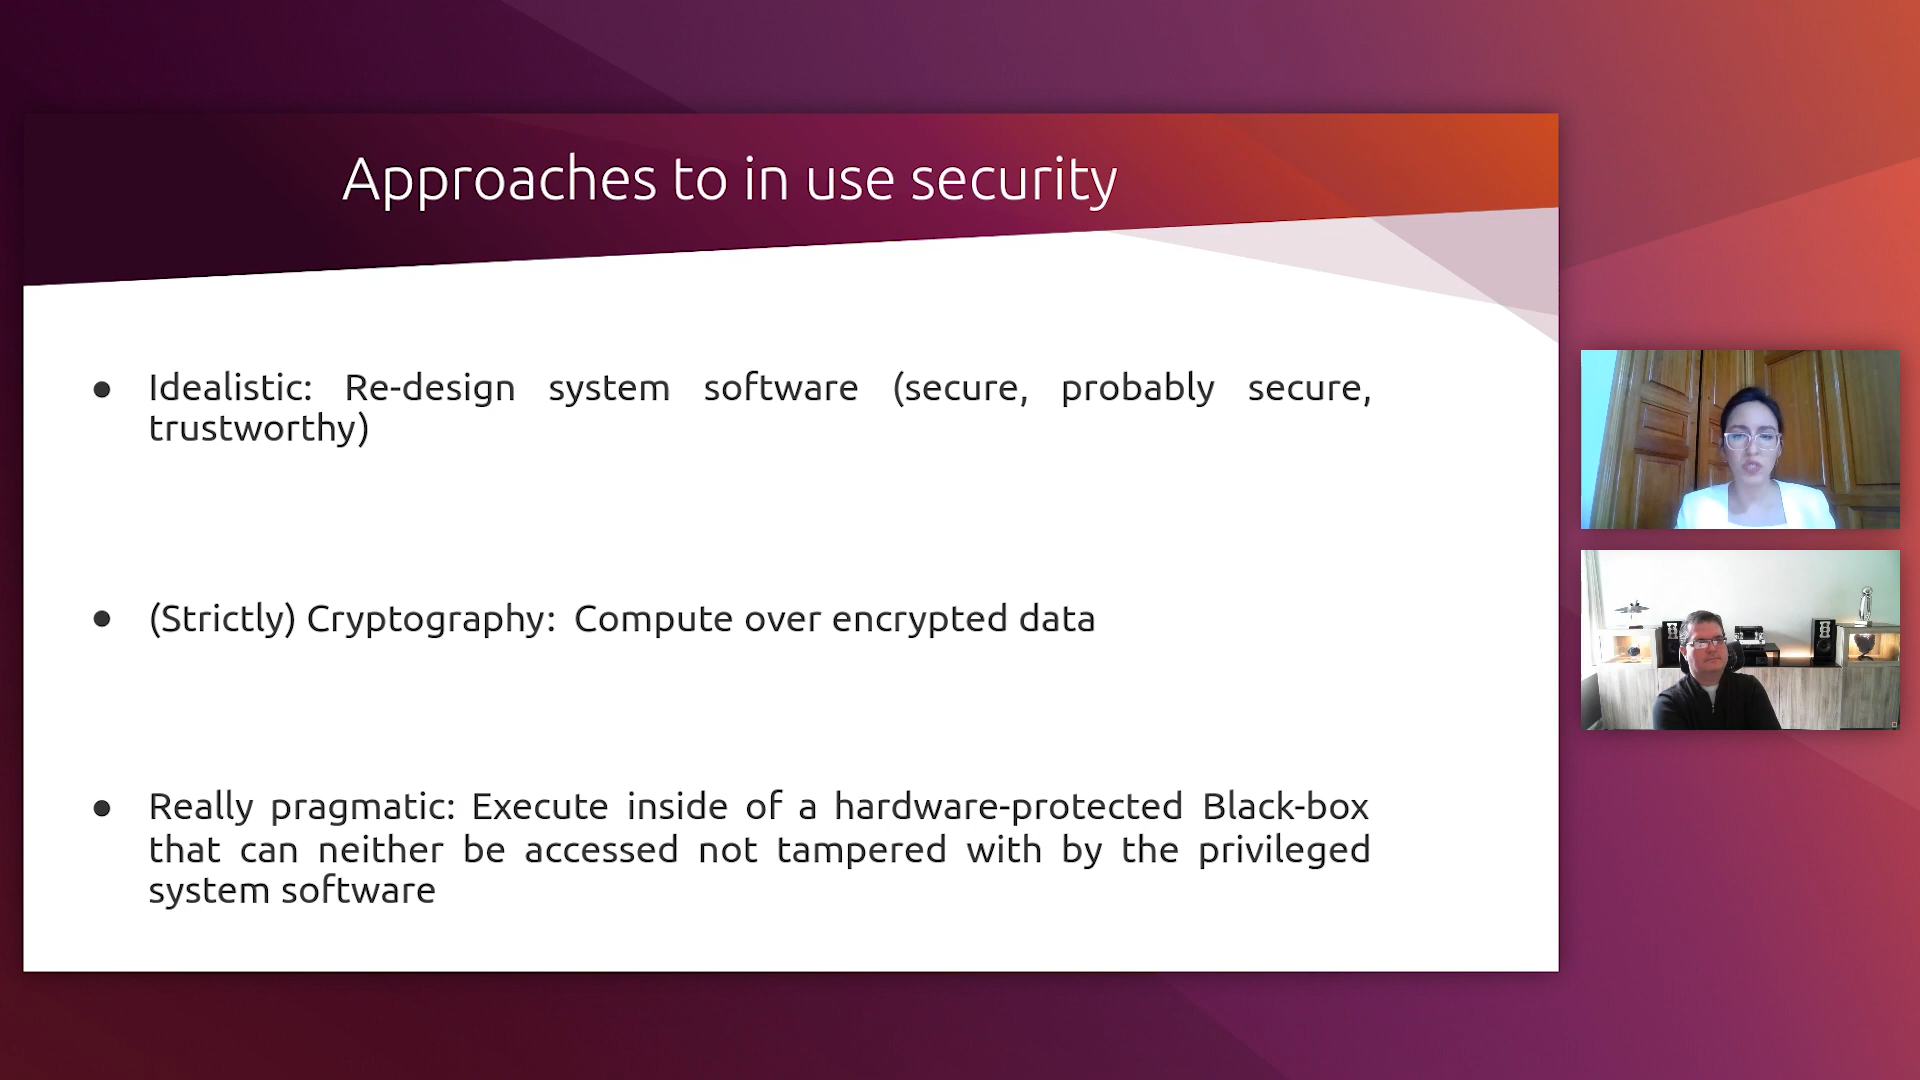 Approaches to in use security
● Idealistic: Re-design system software (secure, probably secure,
trustworthy)
● (Strictly) Cryptography: Compute over encrypted data
● Really pragmatic: Execute inside of a hardware-protected Black-box
that can neither be accessed not tampered with by the privileged
system software